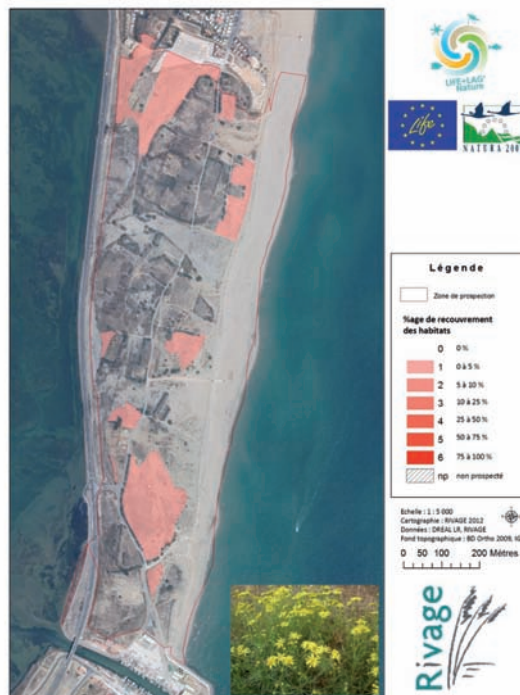 LIFE+LAG'
Nature
Life
NATURA 200
Légende
Zone de prospection
%age de recouvrement
des habitats
0 0 %
1 0 à 5 %
2 5 à 10 %
3 10 à 25 %
4 25 à 50 %
5 50 à 75 %
6 75 à 100 %
np non prospecté
Echelle : 1 : 5 000
Cartographie : RIVAGE 2012
Données : DREAL LR, RIVAGE
Fond topographique : BD Ortho 2009,
0 50 100 200 Mètres
Rivage